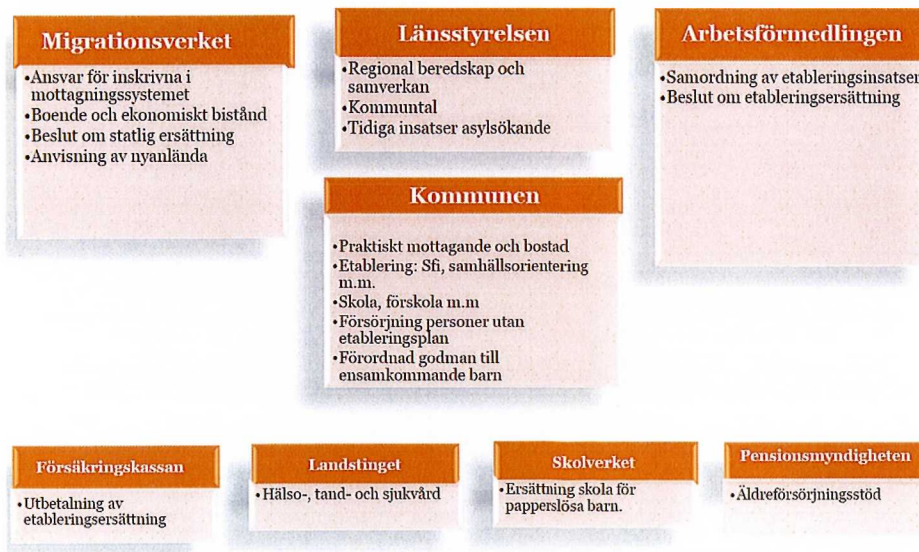 Migrationsverket
•Ansvar för inskrivna i
mottagningssystemet
•Boende och ekonomiskt bistånd
•Beslut om statlig ersättning
•Anvisning av nyanlända
Länsstyrelsen
•Regional beredskap och
samverkan
•Kommuntal
•Tidiga insatser asylsökande
Arbetsförmedlingen
•Samordning av etableringsinsatser
•Beslut om etableringsersättning
Kommunen
•Praktiskt mottagande och bostad
•Etablering: Sfi, samhällsorientering
m.m.
•Skola, förskola m.m
•Försörjning personer utan
etableringsplan
•Förordnad godman till
ensamkommande barn
Försäkringskassan
•Utbetalning av
etableringsersättning
Landstinget
•Hälso-, tand- och sjukvård
Skolverket
•Ersättning skola för
papperslösa barn.
Pensionsmyndigheten
•Äldreförsörjningsstöd